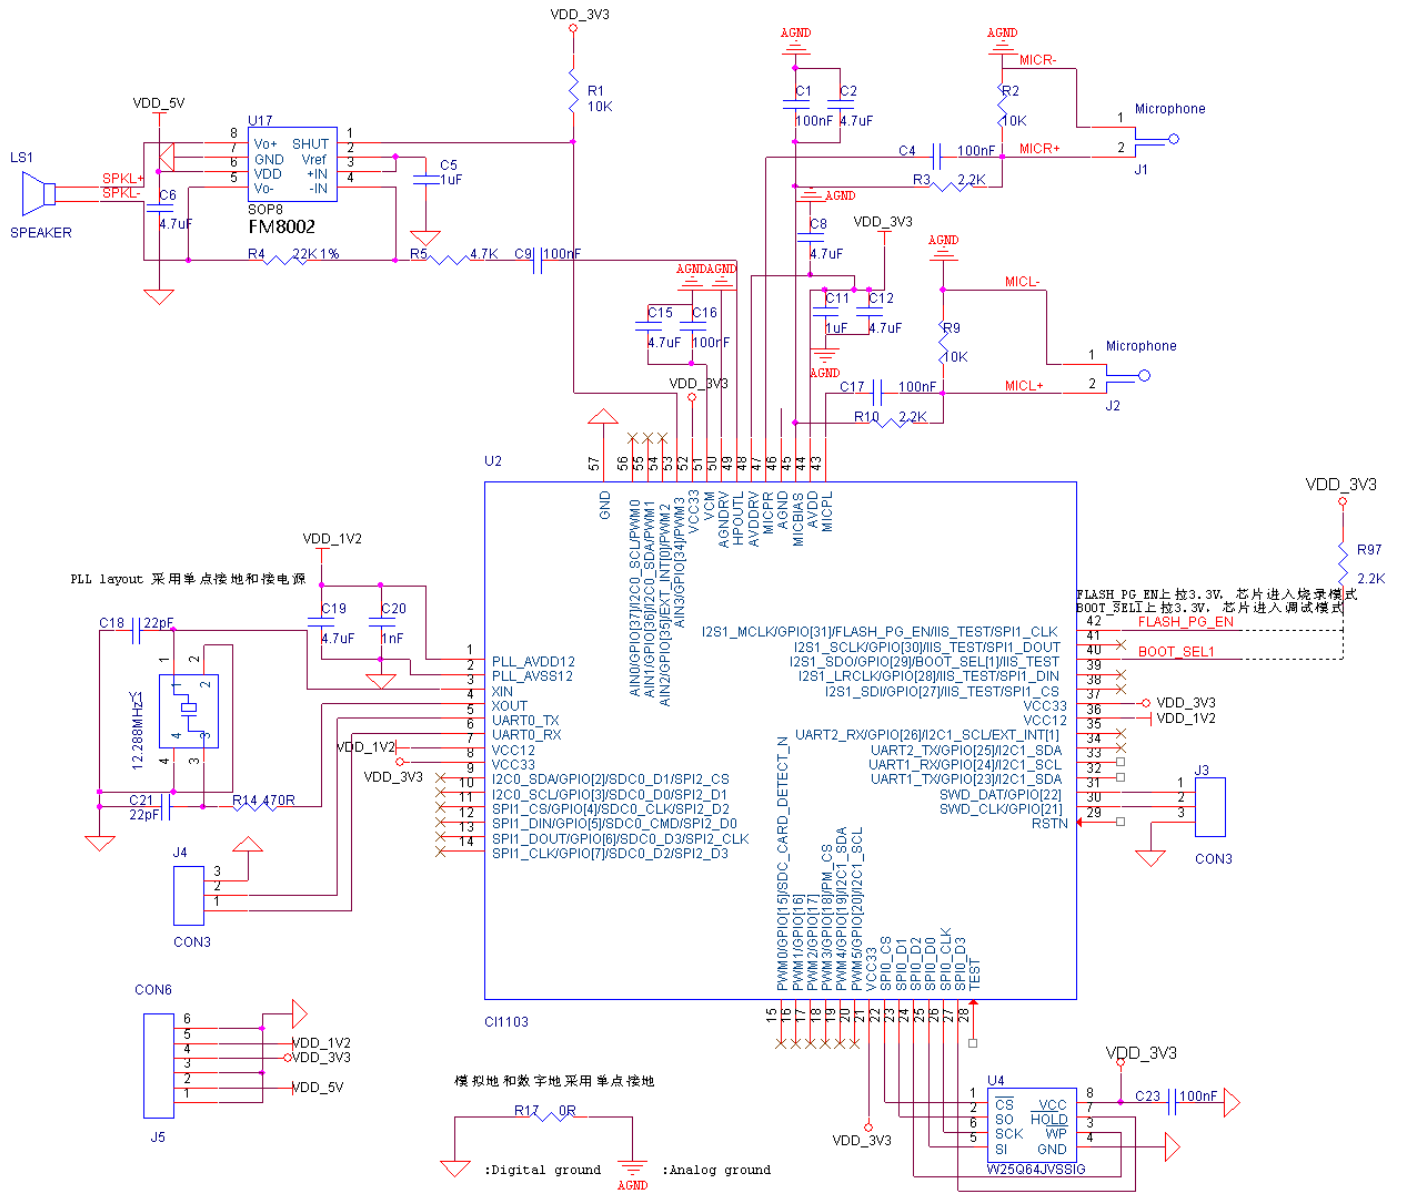 VDD_3V3
R1
10K
VDD_5V
U17
8 Vo+ SHUT 1
7 GND Vref 2
6 VDD +IN 3
5 Vo- -IN 4
SOP8
FM8002
LS1
SPKL+
SPKL-
SPEAKER
C6
4.7uF
C5
1uF
R4 22K 1%
R5 4.7K
C9 100nF
AGND
C1
100nF
C2
4.7uF
AGND
MICR-
R2
10K
Microphone
1
2
J1
C4 100nF
MICR+
R3 2.2K
AGND
C8
4.7uF
VDD_3V3
C11
1uF
C12
4.7uF
AGND
AGND
MICL-
R9
10K
Microphone
1
2
J2
C17 100nF
MICL+
R10 2.2K
AGND AGND
C15
4.7uF
C16
100nF
VDD_3V3
U2
57 56 55 54 53 52 51 50 49 48 47 46 45 44 43
GND
AIN0/GPIO[37]/I2C0_SCL/PWM0
AIN1/GPIO[36]/I2C0_SDA/PWM1
AIN2/GPIO[35]/EXT_INT[0]/PWM2
AIN3/GPIO[34]/PWM3
VCC33
VCM
AGNDRV
HPOUTL
AVDDRV
MICPR
AGND
MICBIAS
AVDD
MICPL
VDD_3V3
R97
2.2K
FLASH_PG_EN上拉3.3V, 芯片进入烧录模式
BOOT_SEL1上拉3.3V, 芯片进入调试模式
FLASH_PG_EN
BOOT_SEL1
I2S1_MCLK/GPIO[31]/FLASH_PG_EN/IIS_TEST/SPI1_CLK 42
I2S1_SCLK/GPIO[30]/IIS_TEST/SPI1_DOUT 41
I2S1_SDO/GPIO[29]/BOOT_SEL[1]/IIS_TEST 40
I2S1_LRCLK/GPIO[28]/IIS_TEST/SPI1_DIN 39
I2S1_SDI/GPIO[27]/IIS_TEST/SPI1_CS 38
VCC33 37 VDD_3V3
VCC12 36 VDD_1V2
UART2_RX/GPIO[26]/I2C1_SCL/EXT_INT[1] 35
UART2_TX/GPIO[25]/I2C1_SDA 34
UART1_RX/GPIO[24]/I2C1_SCL 33
UART1_TX/GPIO[23]/I2C1_SDA 32
SWD_DAT/GPIO[22] 31
SWD_CLK/GPIO[21] 30
RSTN 29
J3
1
2
3
CON3
VDD_1V2
PLL layout 采用单点接地和接电源
C19
4.7uF
C20
1nF
C18 22pF
1 2
1 2
Y1
12.288MHz
4 3
4 3
C21
22pF
R14 470R
1 PLL_AVDD12
2 PLL_AVSS12
3 XIN
4 XOUT
5 UART0_TX
6 UART0_RX
VDD_1V2 7 VCC12
VDD_3V3 8 VCC33
9 I2C0_SDA/GPIO[2]/SDC0_D1/SPI2_CS
10 I2C0_SCL/GPIO[3]/SDC0_D0/SPI2_D1
11 SPI1_CS/GPIO[4]/SDC0_CLK/SPI2_D2
12 SPI1_DIN/GPIO[5]/SDC0_CMD/SPI2_D0
13 SPI1_DOUT/GPIO[6]/SDC0_D3/SPI2_CLK
14 SPI1_CLK/GPIO[7]/SDC0_D2/SPI2_D3
J4
3
2
1
CON3
PWM0/GPIO[15]/SDC_CARD_DETECT_N
PWM1/GPIO[16]
PWM2/GPIO[17]
PWM3/GPIO[18]/PM_CS
PWM4/GPIO[19]/I2C1_SDA
PWM5/GPIO[20]/I2C1_SCL
VCC33
SPI0_CS
SPI0_D1
SPI0_D2
SPI0_D0
SPI0_CLK
SPI0_D3
TEST
15 16 17 18 19 20 21 22 23 24 25 26 27 28
CI1103
CON6
6
5 VDD_1V2
4 VDD_3V3
3
2 VDD_5V
1
J5
模拟地和数字地采用单点接地
R17 0R
:Digital ground
AGND
:Analog ground
VDD_3V3
VDD_3V3
U4
1 CS VCC 8
2 SO HOLD 7
6 SCK WP 3
5 SI GND 4
W25Q64JVSSIG
C23 100nF